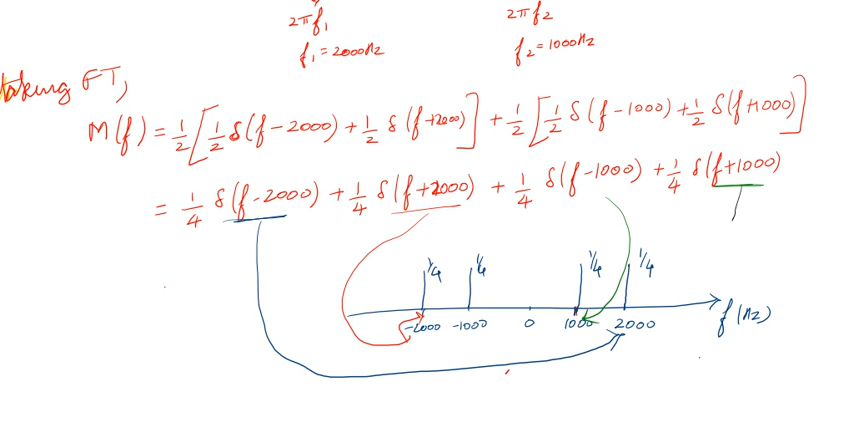 2πf₁ 2πf₂
f₁ = 2000Hz f₂ = 1000Hz
taking FT,
M(f) = 1/2 [1/2 δ(f-2000) + 1/2 δ(f+2000)] + 1/2 [1/2 δ(f-1000) + 1/2 δ(f+1000)]
= 1/4 δ(f-2000) + 1/4 δ(f+2000) + 1/4 δ(f-1000) + 1/4 δ(f+1000)
1/4 1/4 1/4 1/4
-2000 -1000 0 1000 2000 f(Hz)